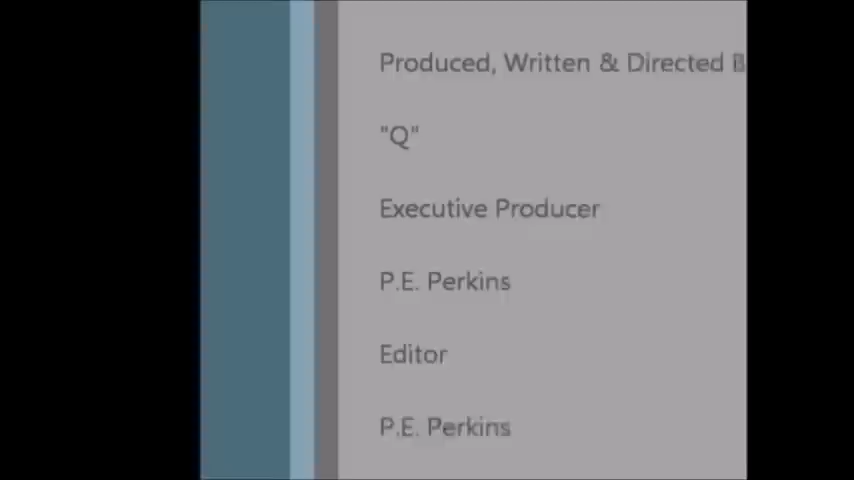 Produced, Written & Directed B
"Q"
Executive Producer
P.E. Perkins
Editor
P.E. Perkins